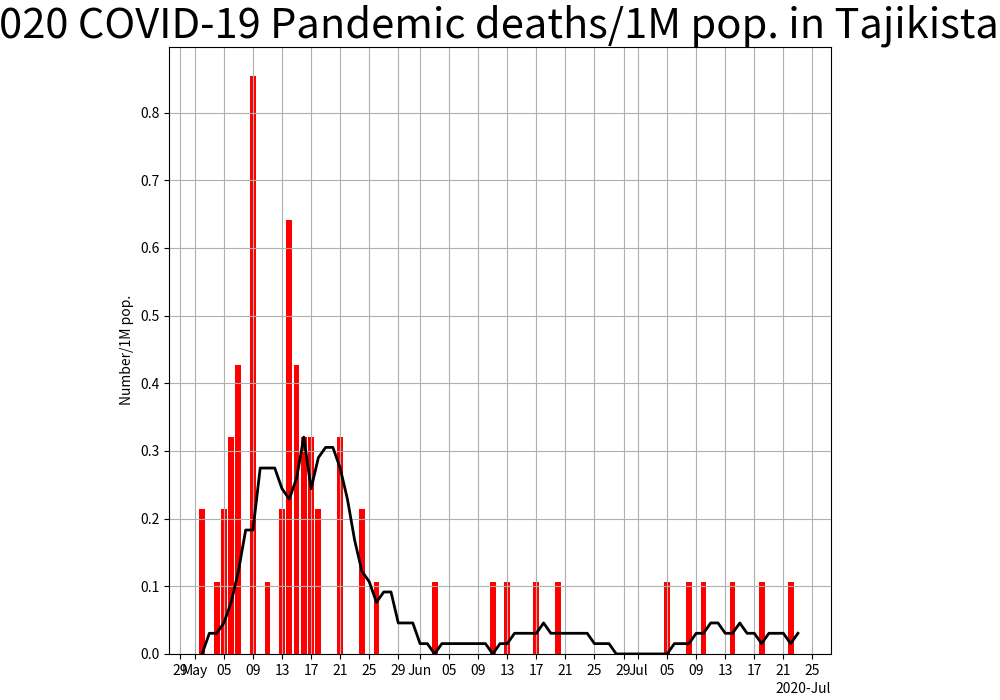 020 COVID-19 Pandemic deaths/1M pop. in Tajikista
Number/1M pop.
0.8
0.7
0.6
0.5
0.4
0.3
0.2
0.1
0.0
29 May 05 09 13 17 21 25 29 Jun 05 09 13 17 21 25 29 Jul 05 09 13 17 21 25
2020-Jul